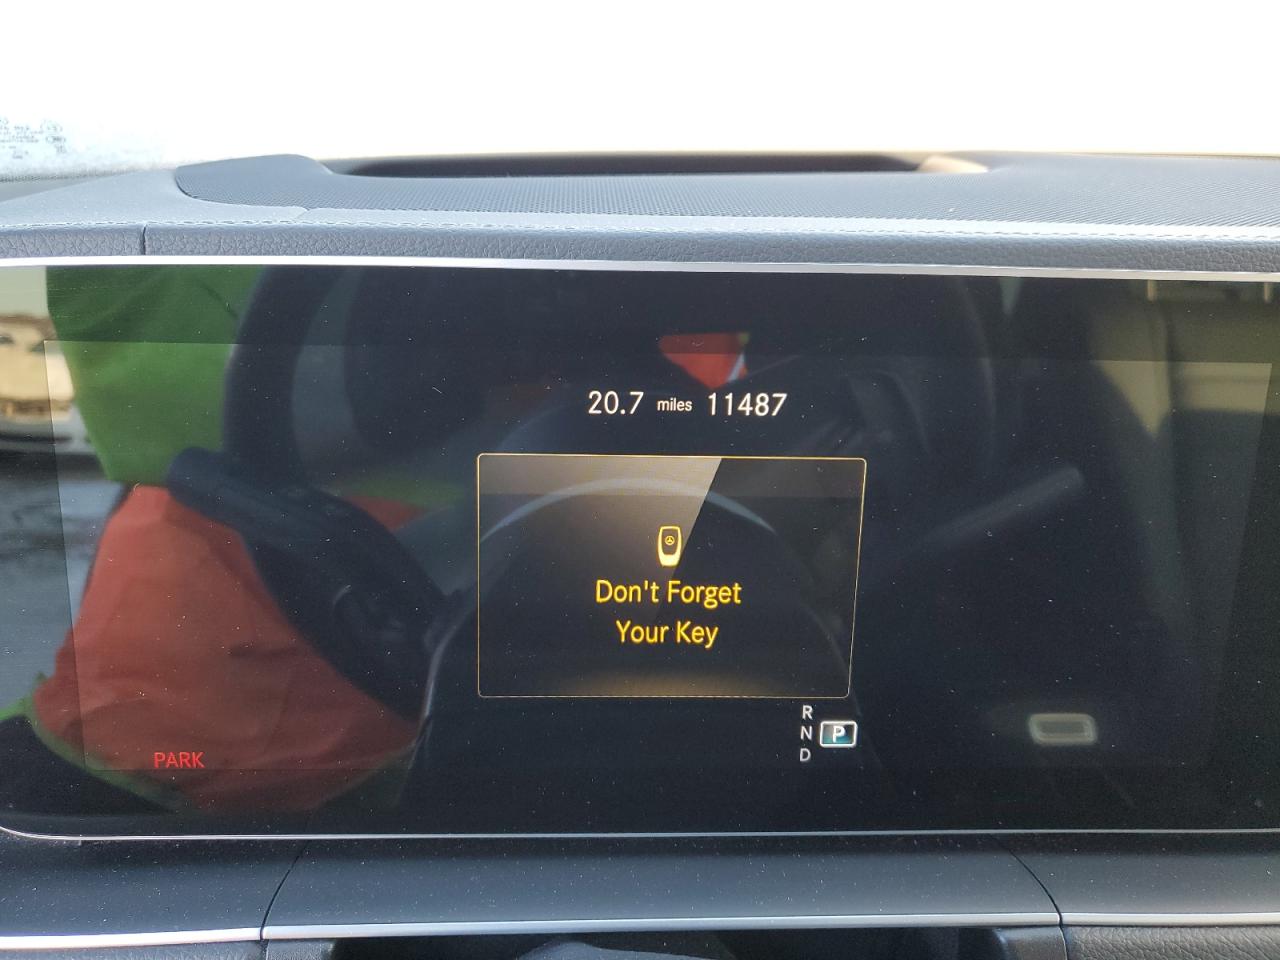 20.7 miles 11487
Don't Forget
Your Key
R
N P
D
PARK